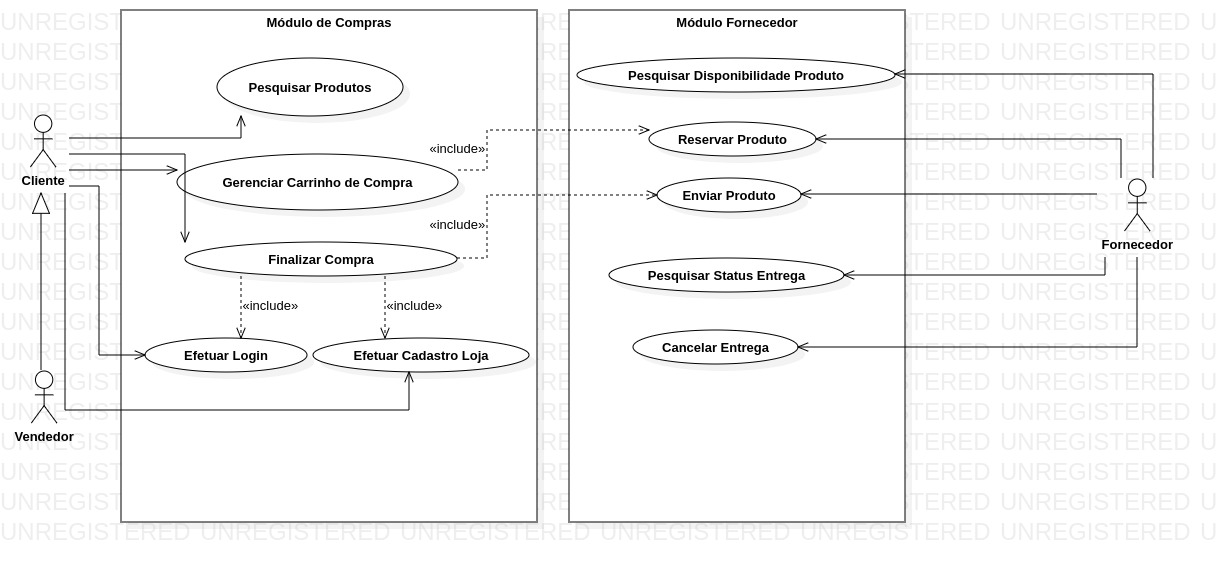 Módulo de Compras
Módulo Fornecedor
Pesquisar Produtos
Pesquisar Disponibilidade Produto
«include»
Reservar Produto
Cliente
Gerenciar Carrinho de Compra
Enviar Produto
«include»
Fornecedor
Finalizar Compra
Pesquisar Status Entrega
«include»
«include»
Efetuar Login
Efetuar Cadastro Loja
Cancelar Entrega
Vendedor
UNREGISTERED UNREGISTERED UNREGISTERED UNREGISTERED UNREGISTERED UNREGISTERED